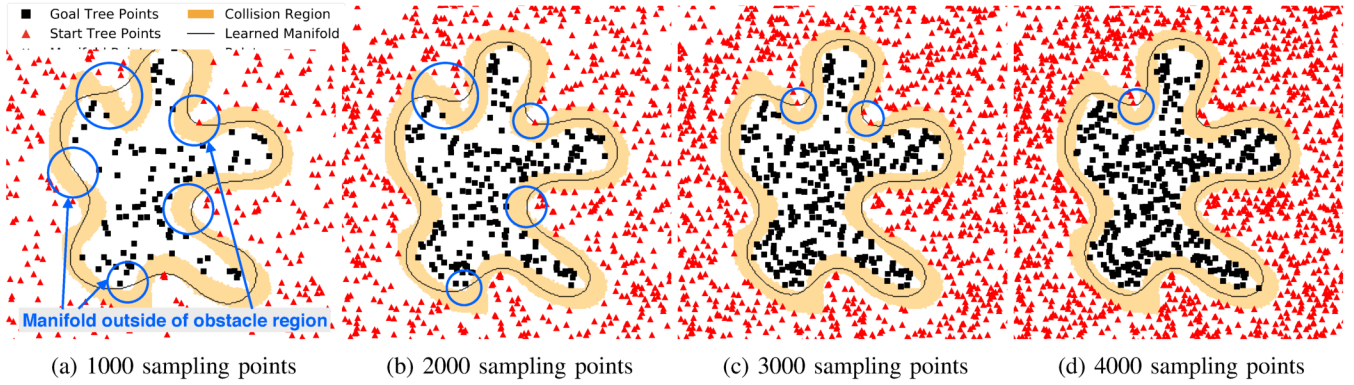 Goal Tree Points
Collision Region
Start Tree Points
Learned Manifold
Manifold outside of obstacle region
(a) 1000 sampling points
(b) 2000 sampling points
(c) 3000 sampling points
(d) 4000 sampling points